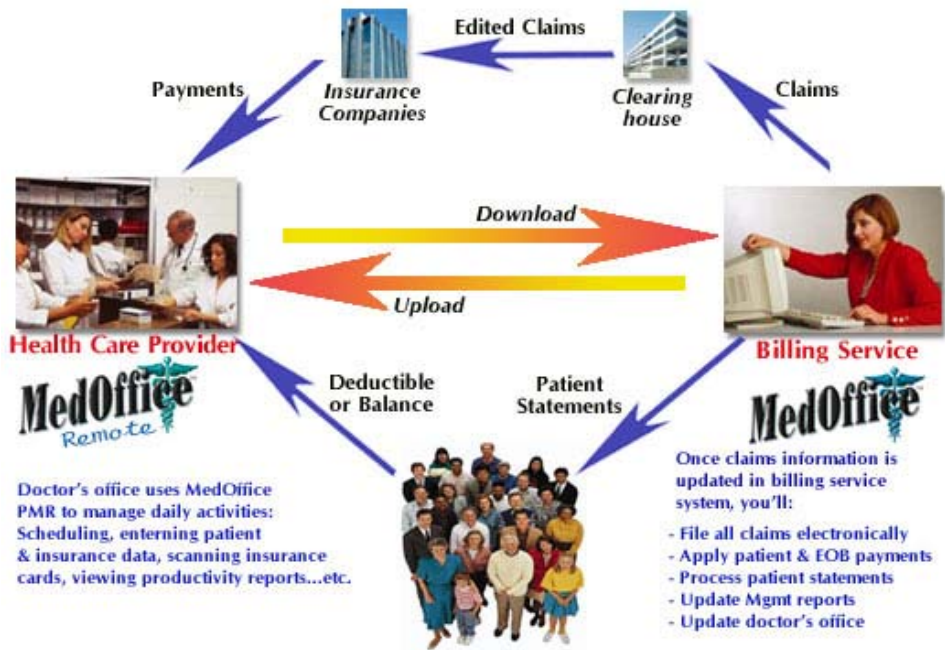 Edited Claims
Payments
Insurance
Companies
Clearing
house
Claims
Download
Upload
Health Care Provider
MedOffice
Remote
Billing Service
MedOffice
Deductible
or Balance
Patient
Statements
Doctor's office uses MedOffice
PMR to manage daily activities:
Scheduling, enterning patient
& insurance data, scanning insurance
cards, viewing productivity reports...etc.
Once claims information is
updated in billing service
system, you'll:
- File all claims electronically
- Apply patient & EOB payments
- Process patient statements
- Update Mgmt reports
- Update doctor's office